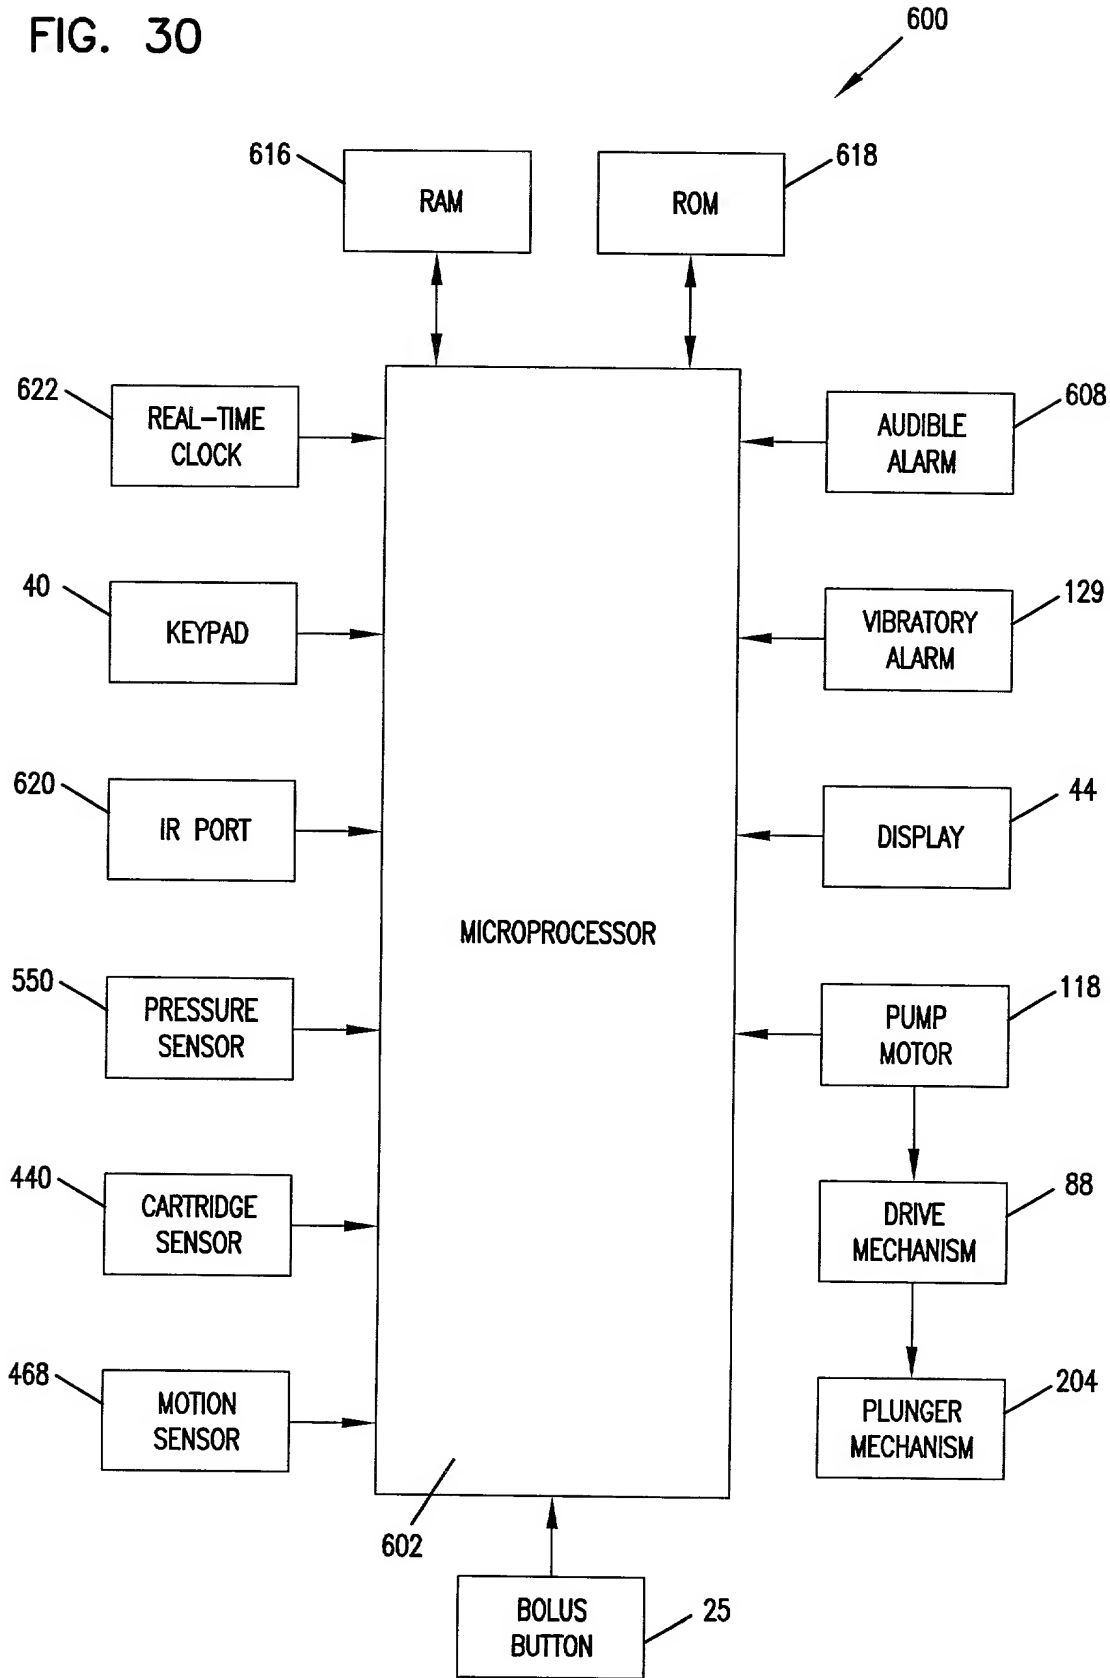 FIG. 30
600
616
RAM
618
ROM
622
REAL-TIME
CLOCK
608
AUDIBLE
ALARM
40
KEYPAD
129
VIBRATORY
ALARM
620
IR PORT
44
DISPLAY
MICROPROCESSOR
550
PRESSURE
SENSOR
118
PUMP
MOTOR
440
CARTRIDGE
SENSOR
88
DRIVE
MECHANISM
468
MOTION
SENSOR
204
PLUNGER
MECHANISM
602
BOLUS
BUTTON
25